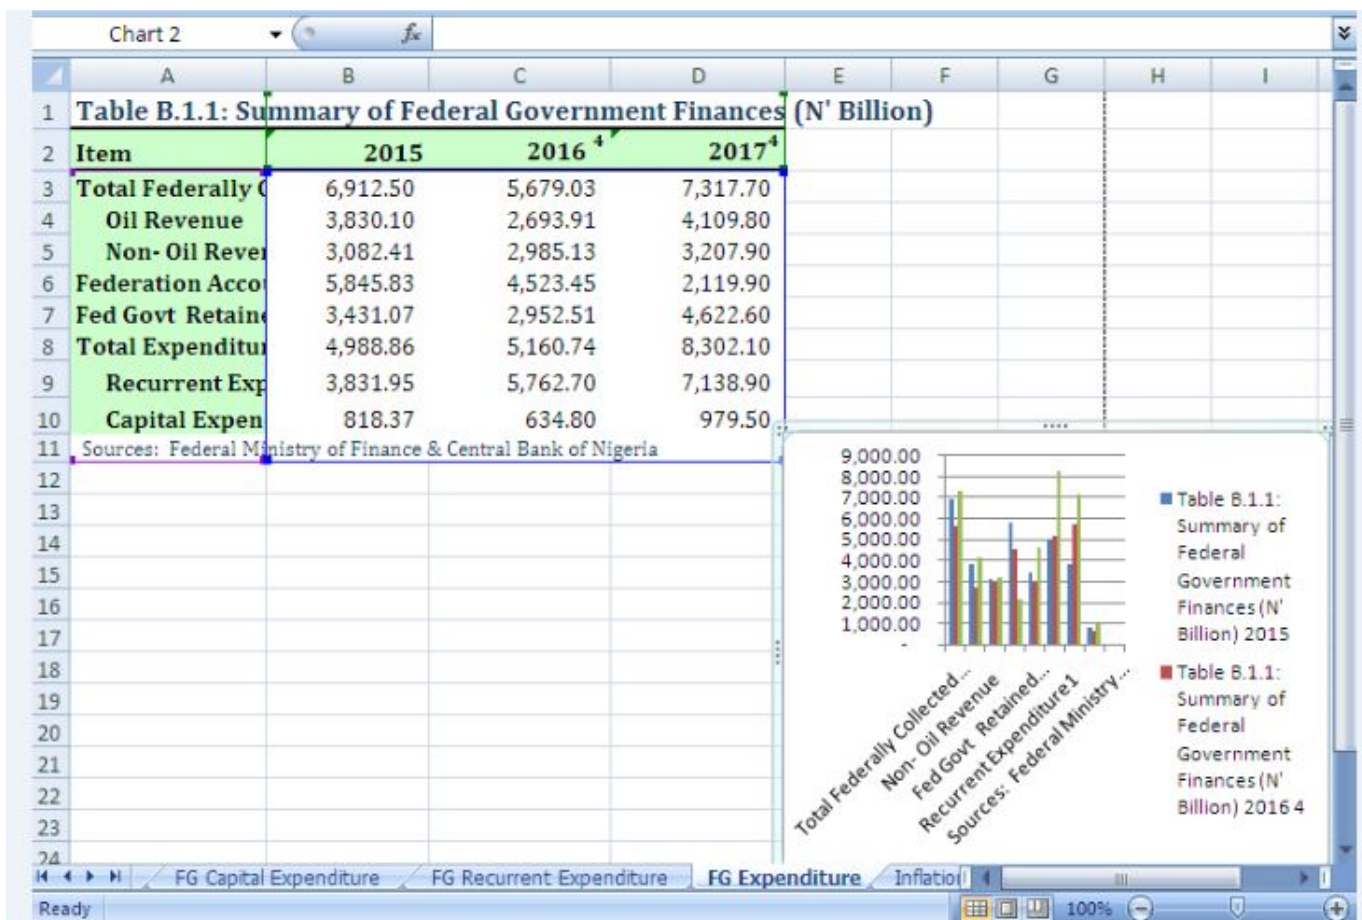 Chart 2 fx
A B C D E F G H I
1 Table B.1.1: Summary of Federal Government Finances (N' Billion)
2 Item 2015 2016 4 2017 4
3 Total Federally C 6,912.50 5,679.03 7,317.70
4 Oil Revenue 3,830.10 2,693.91 4,109.80
5 Non- Oil Rever 3,082.41 2,985.13 3,207.90
6 Federation Accou 5,845.83 4,523.45 2,119.90
7 Fed Govt Retaine 3,431.07 2,952.51 4,622.60
8 Total Expenditur 4,988.86 5,160.74 8,302.10
9 Recurrent Exp 3,831.95 5,762.70 7,138.90
10 Capital Expen 818.37 634.80 979.50
11 Sources: Federal Ministry of Finance & Central Bank of Nigeria
12
13
14
15
16
17
18
19
20
21
22
23
24
9,000.00
8,000.00
7,000.00
6,000.00
5,000.00
4,000.00
3,000.00
2,000.00
1,000.00
-
Total Federally Collected...
Non- Oil Revenue
Fed Govt Retained...
Recurrent Expenditure1
Sources: Federal Ministry...
Table B.1.1:
Summary of
Federal
Government
Finances (N'
Billion) 2015
Table B.1.1:
Summary of
Federal
Government
Finances (N'
Billion) 2016 4
FG Capital Expenditure FG Recurrent Expenditure FG Expenditure Inflation
Ready 100%